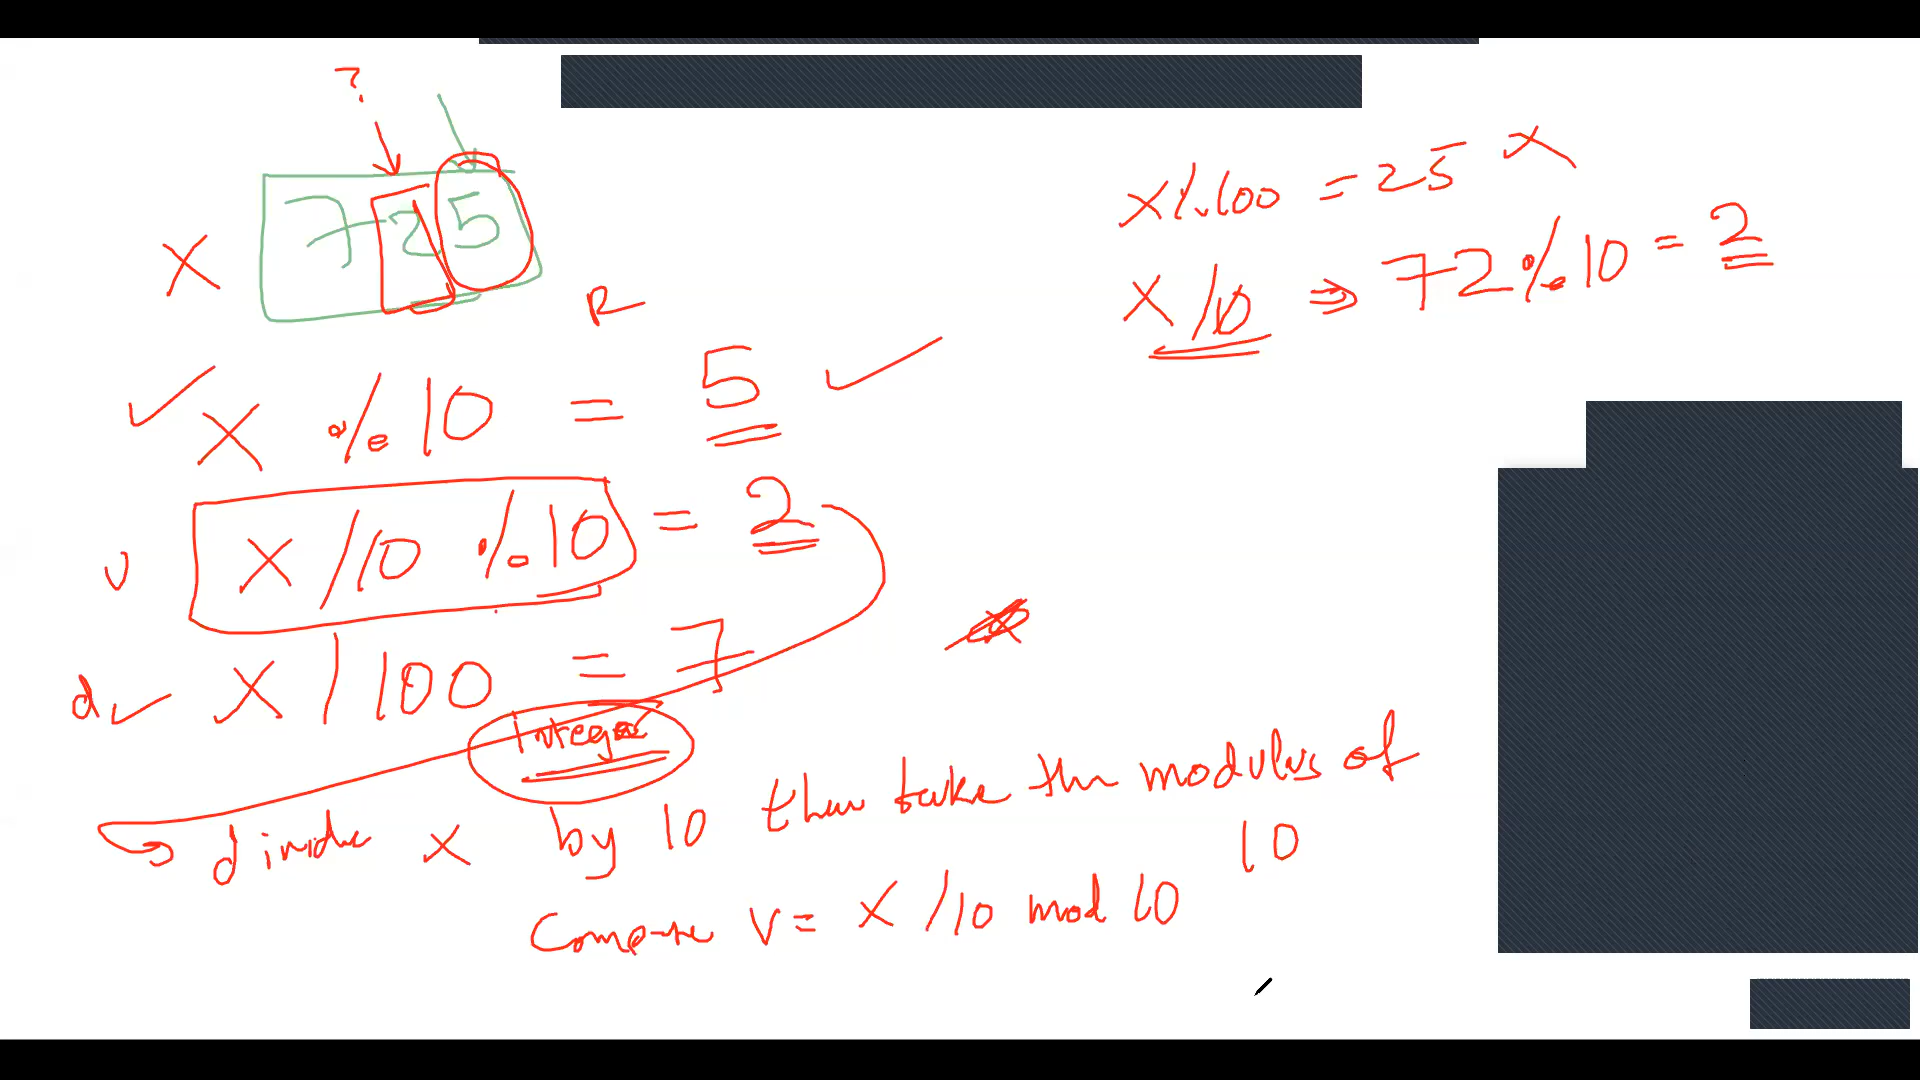 ?
X 725
R
X % 10 = 5
X / 10 % 10 = 2
v
d X / 100 = 7
Integer
divide X by 10 then take the modulus of
10
Compute V = X / 10 mod 10
X % 100 = 25 X
X / 10 ⇒ 72 % 10 = 2